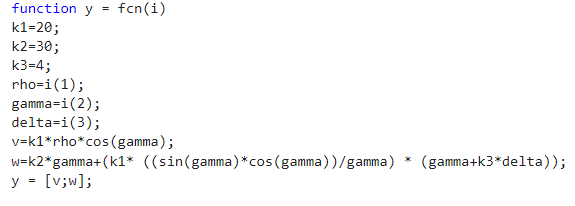 function y = fcn(i)
k1=20;
k2=30;
k3=4;
rho=i(1);
gamma=i(2);
delta=i(3);
v=k1*rho*cos(gamma);
w=k2*gamma+(k1* ((sin(gamma)*cos(gamma))/gamma) * (gamma+k3*delta));
y = [v;w];